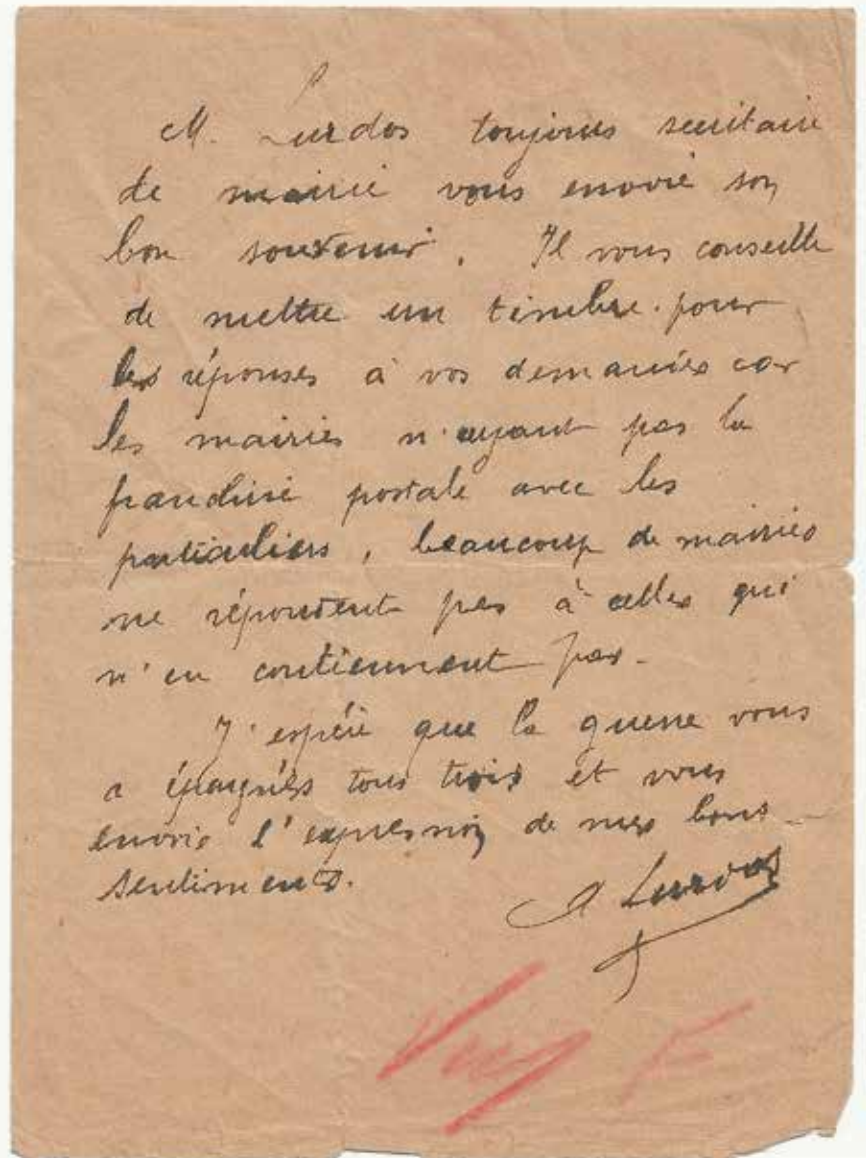 M. Lurdos toujours secrétaire
de mairie vous envoie son
bon souvenir. Il vous conseille
de mettre un timbre pour
les réponses à vos demandes car
les mairies n'ayant pas la
franchise postale avec les
particuliers, beaucoup de mairies
ne répondent pas à celles qui
n'en contiennent pas.
J'espère que la guerre vous
a épargnés tous trois et vous
envoie l'expression de mes bons
sentiments.
A Lurdos